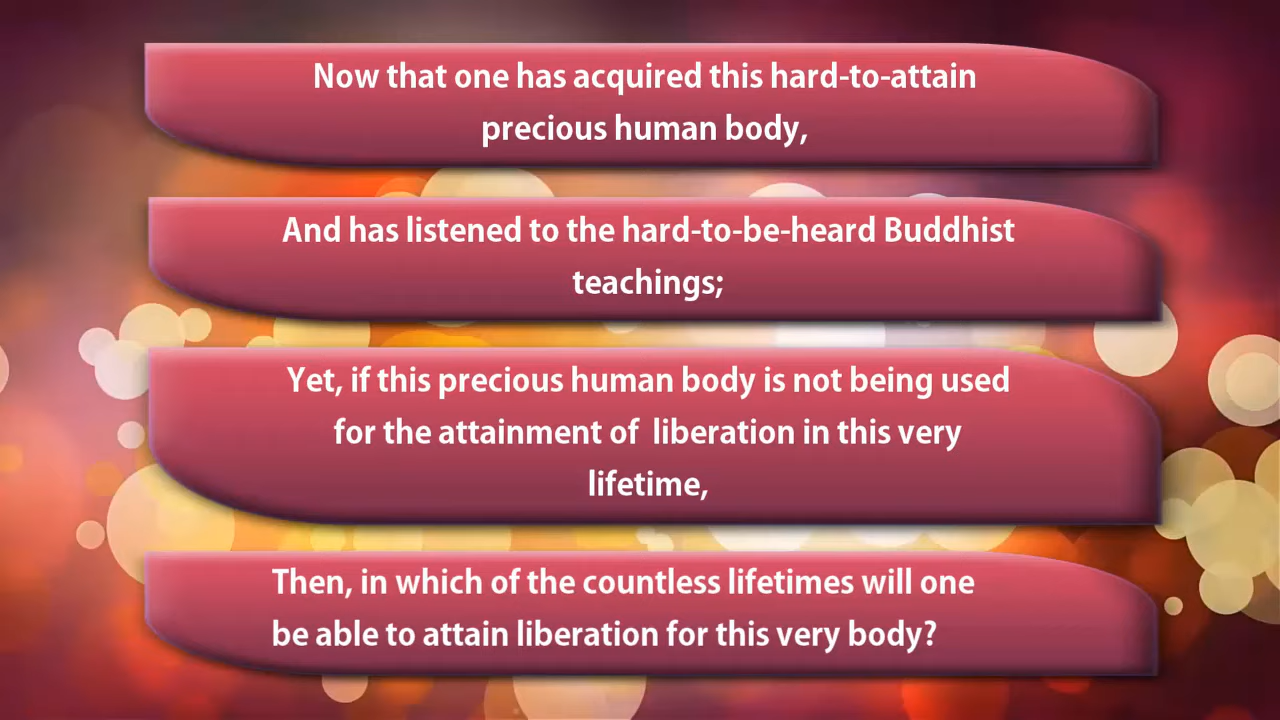 Now that one has acquired this hard-to-attain
precious human body,
And has listened to the hard-to-be-heard Buddhist
teachings;
Yet, if this precious human body is not being used
for the attainment of  liberation in this very
lifetime,
Then, in which of the countless lifetimes will one
be able to attain liberation for this very body?